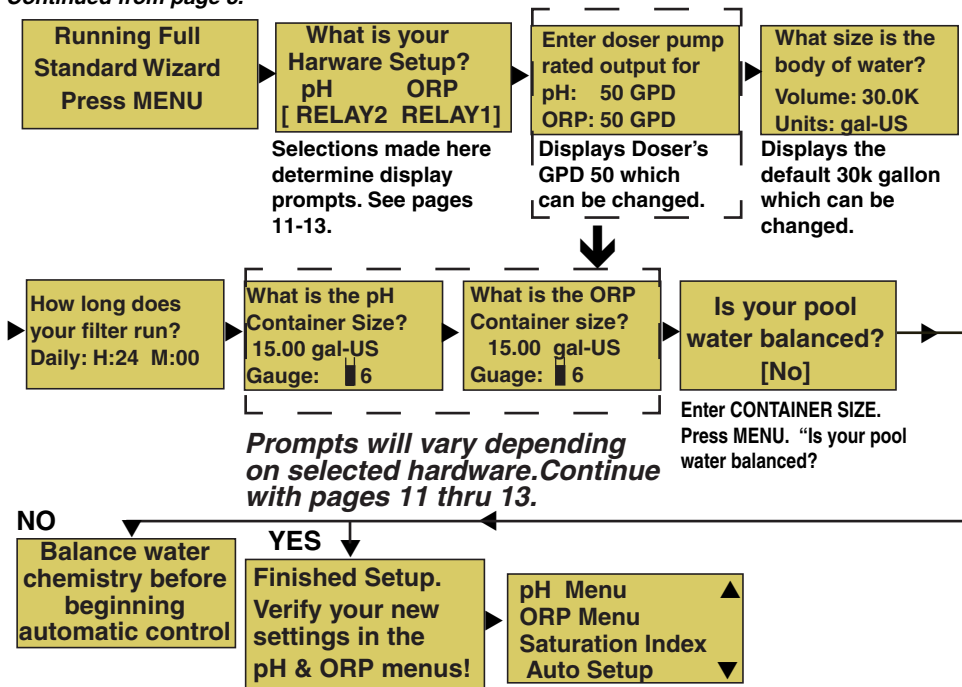 Continued from page 8.
Running Full
Standard Wizard
Press MENU
What is your
Harware Setup?
pH ORP
[ RELAY2 RELAY1]
Selections made here
determine display
prompts. See pages
11-13.
Enter doser pump
rated output for
pH: 50 GPD
ORP: 50 GPD
Displays Doser's
GPD 50 which
can be changed.
What size is the
body of water?
Volume: 30.0K
Units: gal-US
Displays the
default 30k gallon
which can be
changed.
How long does
your filter run?
Daily: H:24 M:00
What is the pH
Container Size?
15.00 gal-US
Gauge: 6
What is the ORP
Container size?
15.00 gal-US
Guage: 6
Is your pool
water balanced?
[No]
Enter CONTAINER SIZE.
Press MENU. “Is your pool
water balanced?
Prompts will vary depending
on selected hardware.Continue
with pages 11 thru 13.
NO
Balance water
chemistry before
beginning
automatic control
YES
Finished Setup.
Verify your new
settings in the
pH & ORP menus!
pH Menu
ORP Menu
Saturation Index
Auto Setup